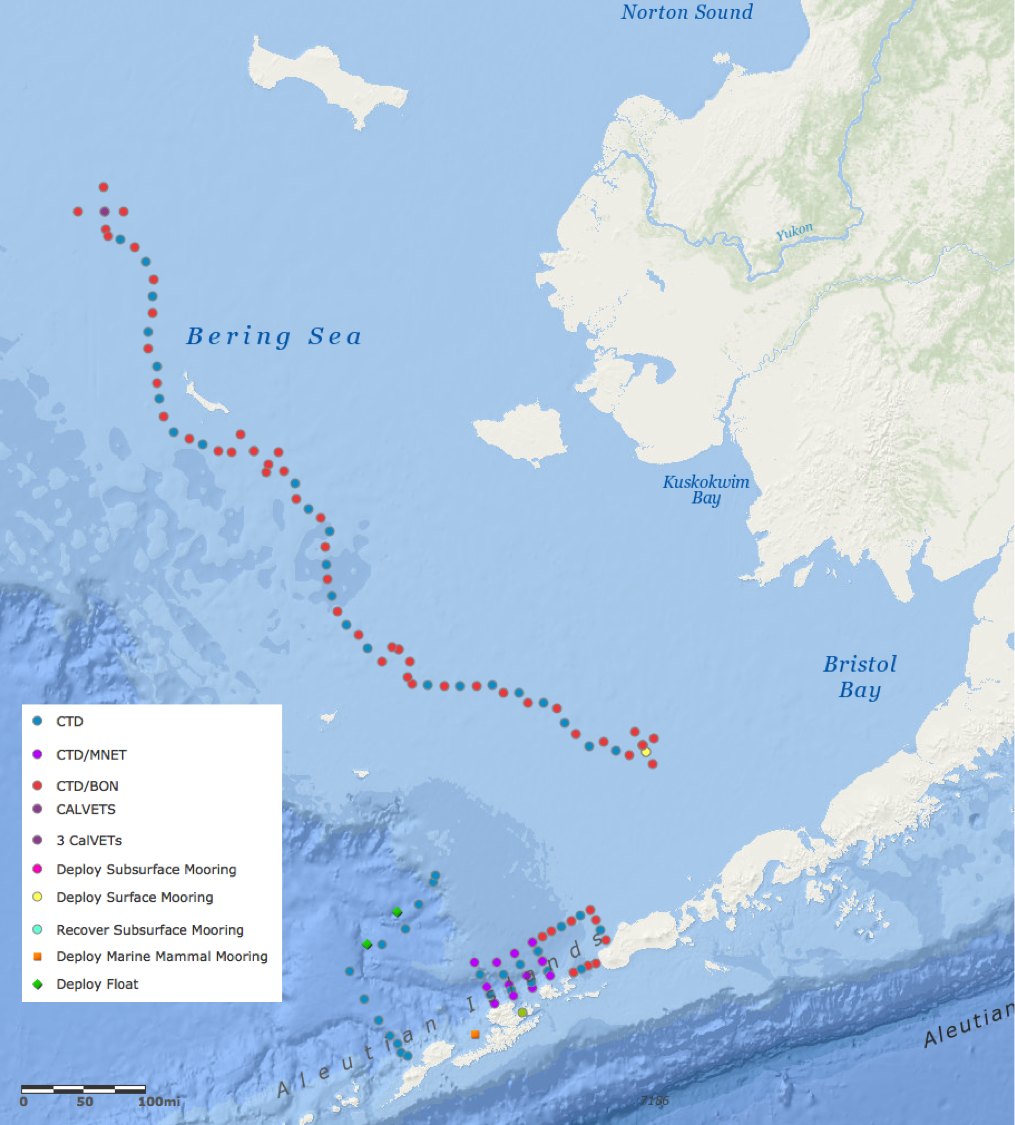 Norton Sound
Yukon
Bering Sea
Kuskokwim
Bay
Bristol
Bay
CTD
CTD/MNET
CTD/BON
CALVETS
3 CalVETs
Deploy Subsurface Mooring
Deploy Surface Mooring
Recover Subsurface Mooring
Deploy Marine Mammal Mooring
Deploy Float
Aleutian Islands
Aleutian
0 50 100mi
7186